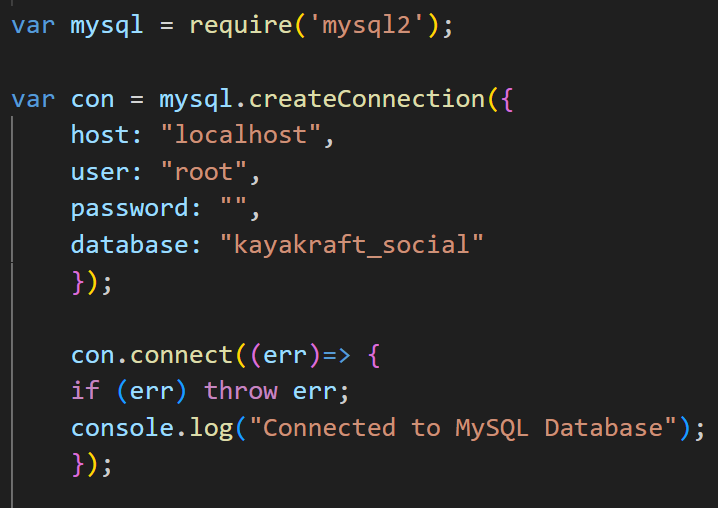 var mysql = require('mysql2');
var con = mysql.createConnection({
host: "localhost",
user: "root",
password: "",
database: "kayakraft_social"
});
con.connect((err)=> {
if (err) throw err;
console.log("Connected to MySQL Database");
});